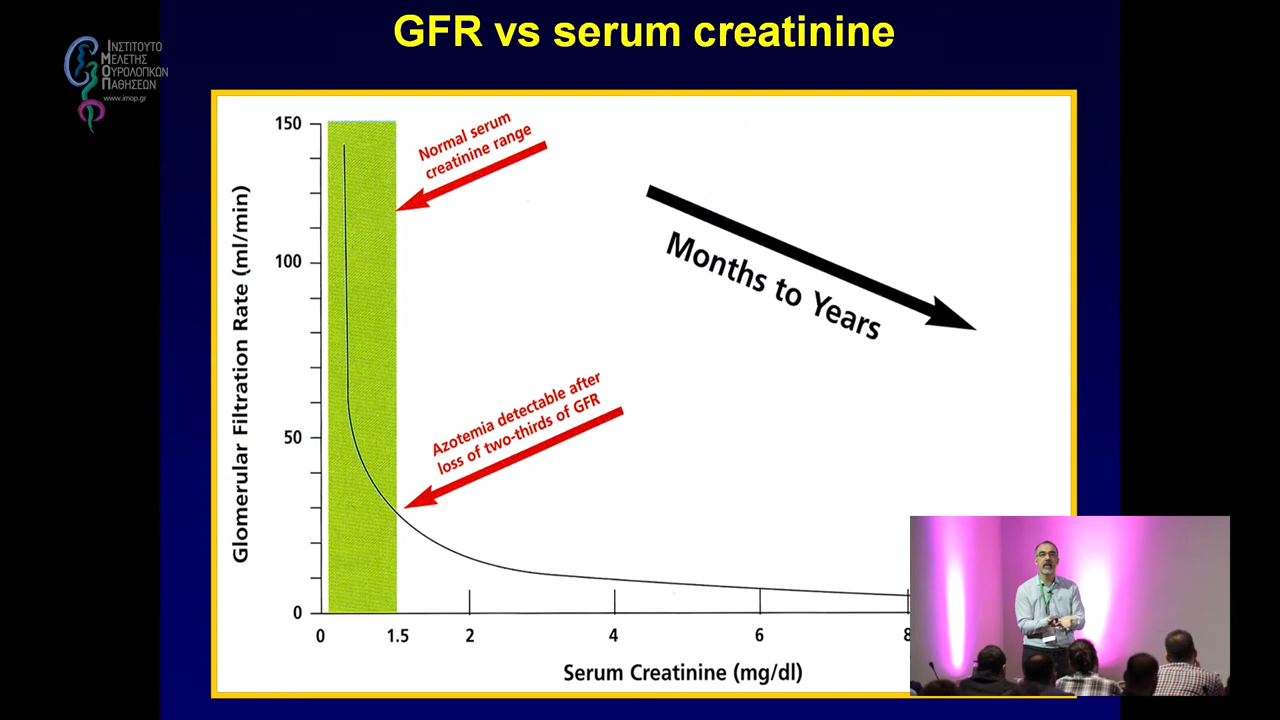 GFR vs serum creatinine
ΙΝΣΤΙΤΟΥΤΟ
ΜΕΛΕΤΗΣ
ΟΥΡΟΛΟΓΙΚΩΝ
ΠΑΘΗΣΕΩΝ
www.imop.gr
Normal serum
creatinine range
Months to Years
Azotemia detectable after
loss of two-thirds of GFR
Glomerular Filtration Rate (ml/min)
150
100
50
0
0 1.5 2 4 6 8
Serum Creatinine (mg/dl)